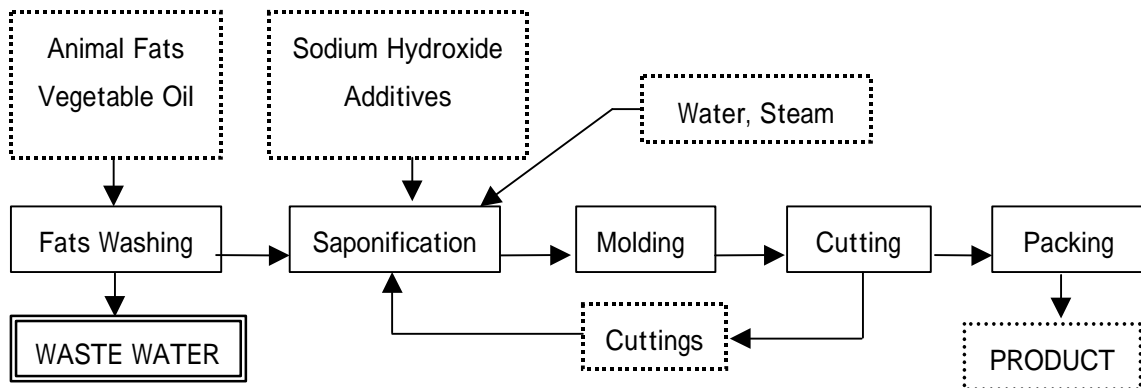 Animal Fats
Vegetable Oil
Sodium Hydroxide
Additives
Water, Steam
Fats Washing
Saponification
Molding
Cutting
Packing
WASTE WATER
Cuttings
PRODUCT